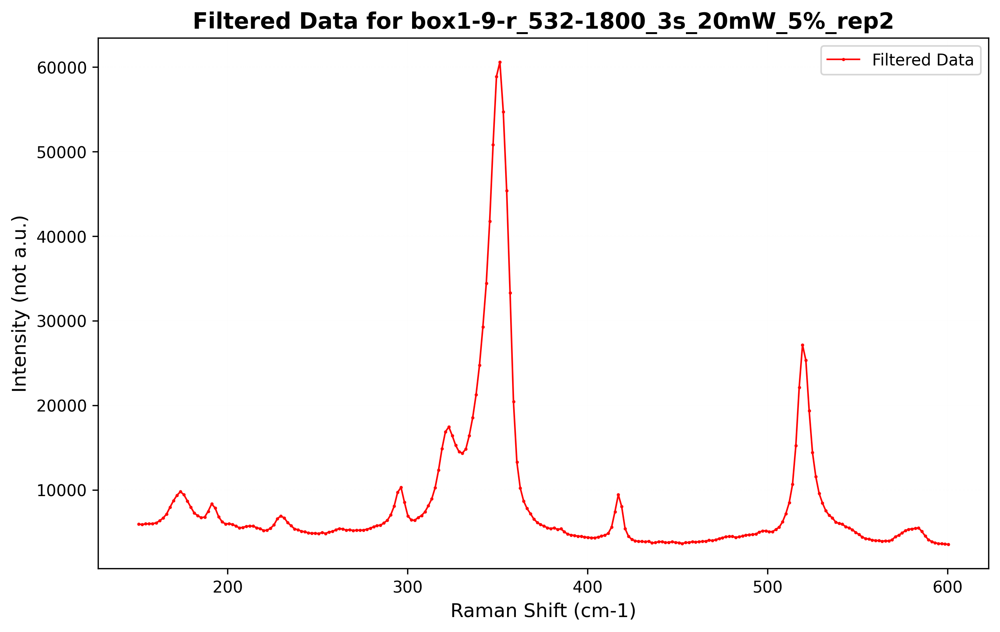 Filtered Data for box1-9-r_532-1800_3s_20mW_5%_rep2
Filtered Data
Intensity (not a.u.)
60000
50000
40000
30000
20000
10000
200 300 400 500 600
Raman Shift (cm-1)